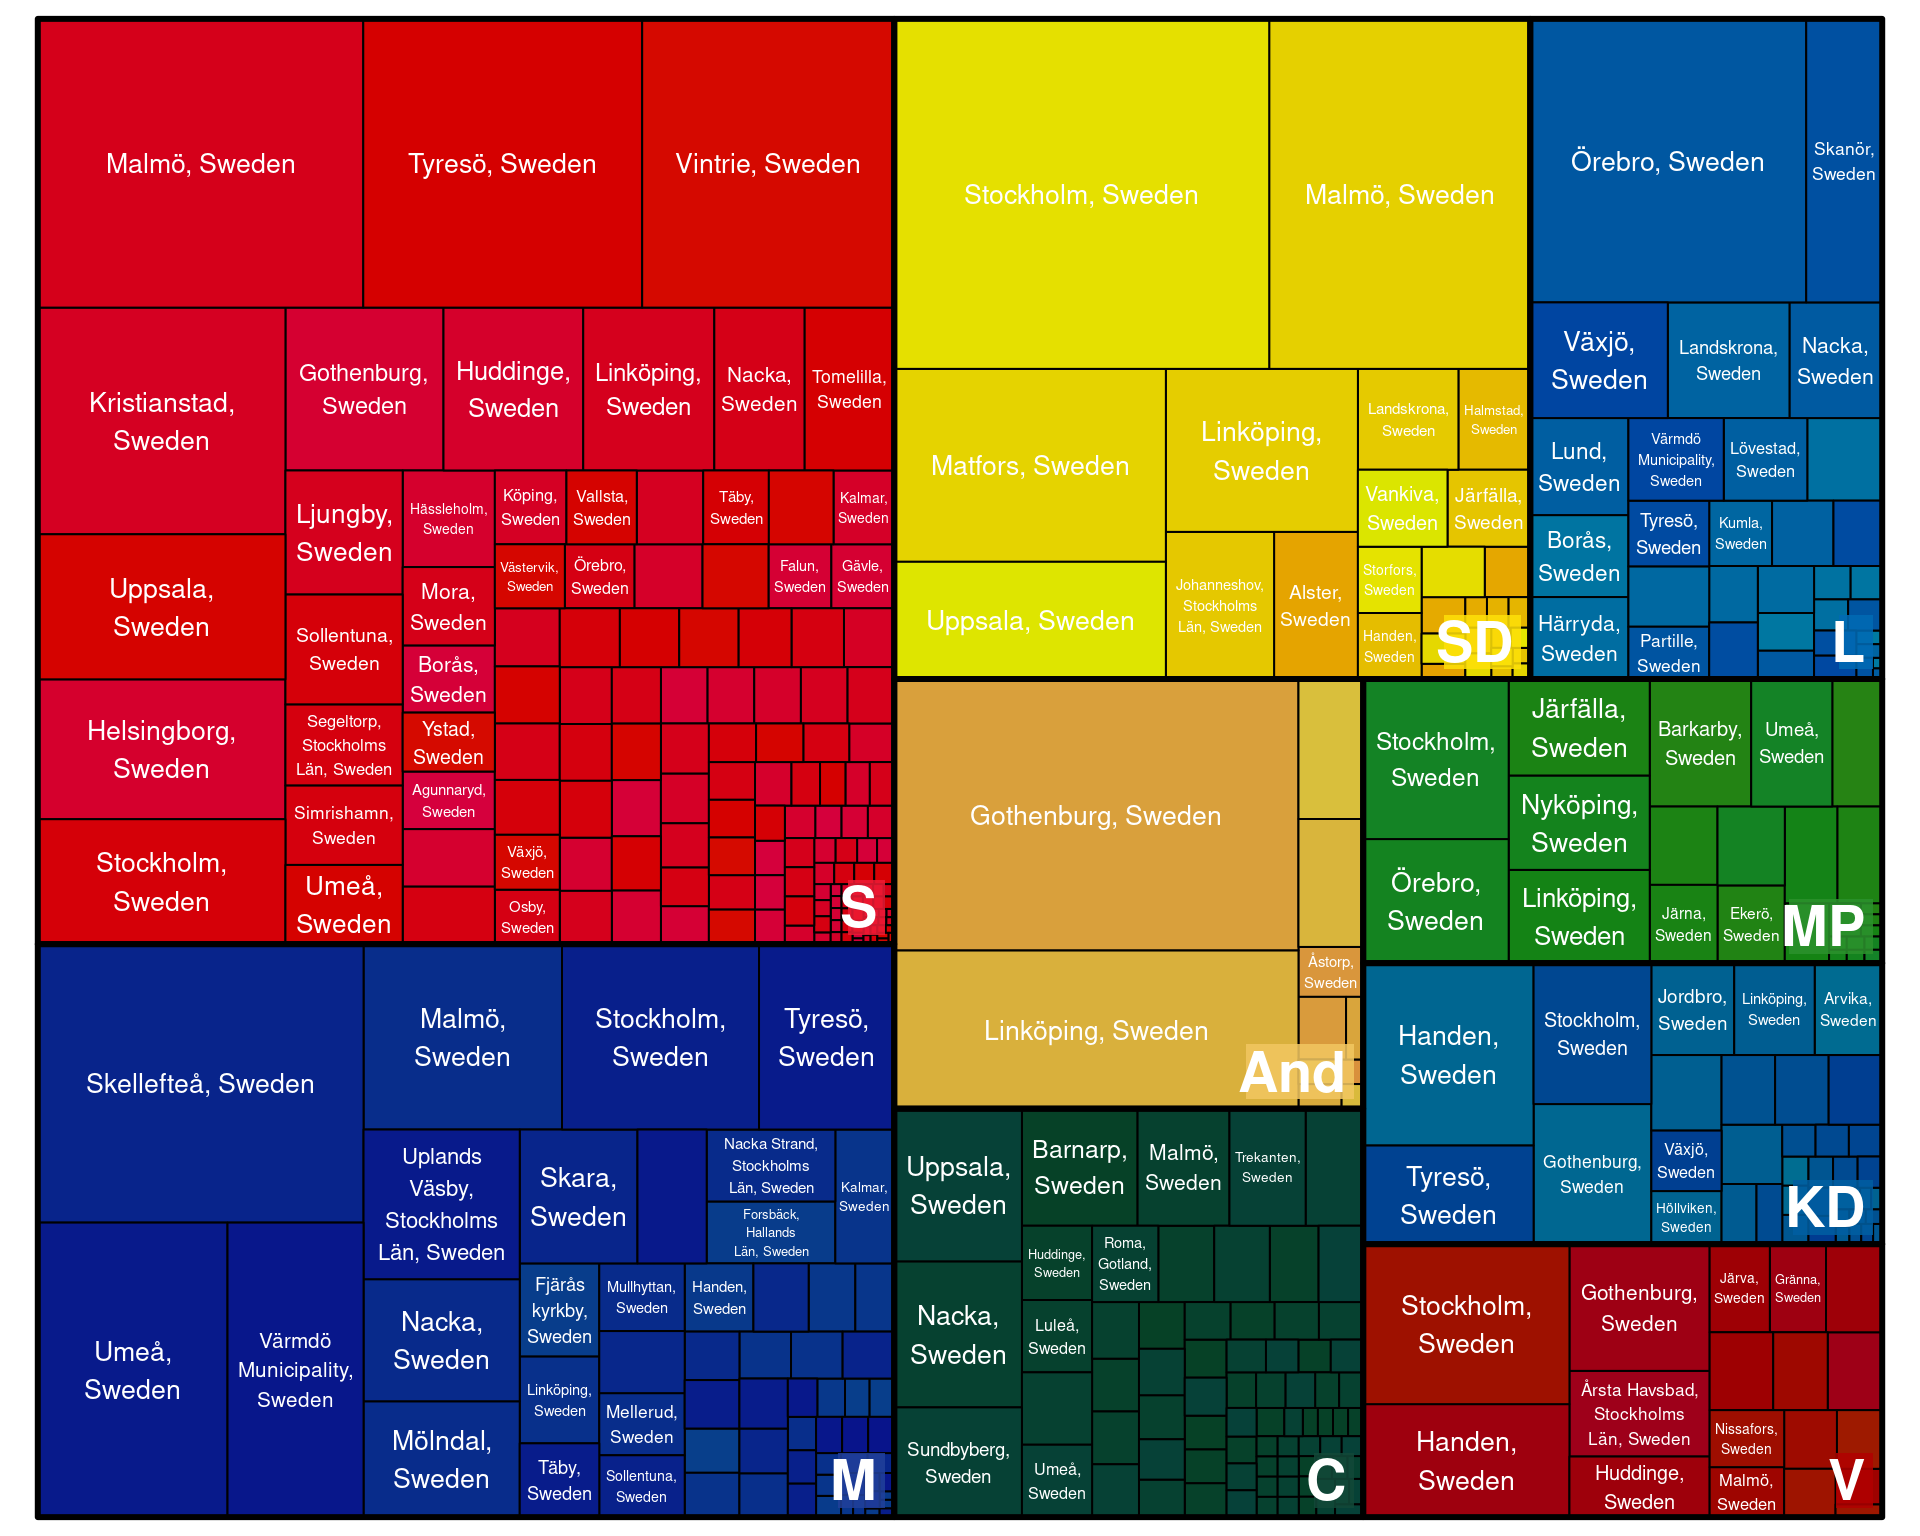 Malmö, Sweden
Tyresö, Sweden
Vintrie, Sweden
Kristianstad,
Sweden
Gothenburg,
Sweden
Huddinge,
Sweden
Linköping,
Sweden
Nacka,
Sweden
Tomelilla,
Sweden
Uppsala,
Sweden
Helsingborg,
Sweden
Stockholm,
Sweden
Ljungby,
Sweden
Sollentuna,
Sweden
Segeltorp,
Stockholms
Län, Sweden
Simrishamn,
Sweden
Umeå,
Sweden
Hässleholm,
Sweden
Mora,
Sweden
Borås,
Sweden
Ystad,
Sweden
Agunnaryd,
Sweden
Köping,
Sweden
Vallsta,
Sweden
Täby,
Sweden
Kalmar,
Sweden
Västervik,
Sweden
Örebro,
Sweden
Falun,
Sweden
Gävle,
Sweden
Växjö,
Sweden
Osby,
Sweden
S
Stockholm, Sweden
Malmö, Sweden
Matfors, Sweden
Uppsala, Sweden
Linköping,
Sweden
Johanneshov,
Stockholms
Län, Sweden
Alster,
Sweden
Landskrona,
Sweden
Halmstad,
Sweden
Vankiva,
Sweden
Järfälla,
Sweden
Storfors,
Sweden
Handen,
Sweden
SD
Örebro, Sweden
Skanör,
Sweden
Växjö,
Sweden
Landskrona,
Sweden
Nacka,
Sweden
Lund,
Sweden
Värmdö
Municipality,
Sweden
Lövestad,
Sweden
Borås,
Sweden
Tyresö,
Sweden
Kumla,
Sweden
Härryda,
Sweden
Partille,
Sweden
L
Gothenburg, Sweden
Linköping, Sweden
Åstorp,
Sweden
And
Stockholm,
Sweden
Örebro,
Sweden
Järfälla,
Sweden
Nyköping,
Sweden
Linköping,
Sweden
Barkarby,
Sweden
Umeå,
Sweden
Järna,
Sweden
Ekerö,
Sweden
MP
Skellefteå, Sweden
Umeå,
Sweden
Värmdö
Municipality,
Sweden
Malmö,
Sweden
Stockholm,
Sweden
Tyresö,
Sweden
Uplands
Väsby,
Stockholms
Län, Sweden
Nacka,
Sweden
Mölndal,
Sweden
Skara,
Sweden
Nacka Strand,
Stockholms
Län, Sweden
Forsbäck,
Hallands
Län, Sweden
Kalmar,
Sweden
Fjärås
kyrkby,
Sweden
Linköping,
Sweden
Täby,
Sweden
Mullhyttan,
Sweden
Handen,
Sweden
Mellerud,
Sweden
Sollentuna,
Sweden
M
Uppsala,
Sweden
Nacka,
Sweden
Sundbyberg,
Sweden
Barnarp,
Sweden
Malmö,
Sweden
Trekanten,
Sweden
Huddinge,
Sweden
Roma,
Gotland,
Sweden
Luleå,
Sweden
Umeå,
Sweden
C
Handen,
Sweden
Tyresö,
Sweden
Stockholm,
Sweden
Gothenburg,
Sweden
Jordbro,
Sweden
Linköping,
Sweden
Arvika,
Sweden
Växjö,
Sweden
Höllviken,
Sweden
KD
Stockholm,
Sweden
Handen,
Sweden
Gothenburg,
Sweden
Årsta Havsbad,
Stockholms
Län, Sweden
Huddinge,
Sweden
Järva,
Sweden
Gränna,
Sweden
Nissafors,
Sweden
Malmö,
Sweden
V